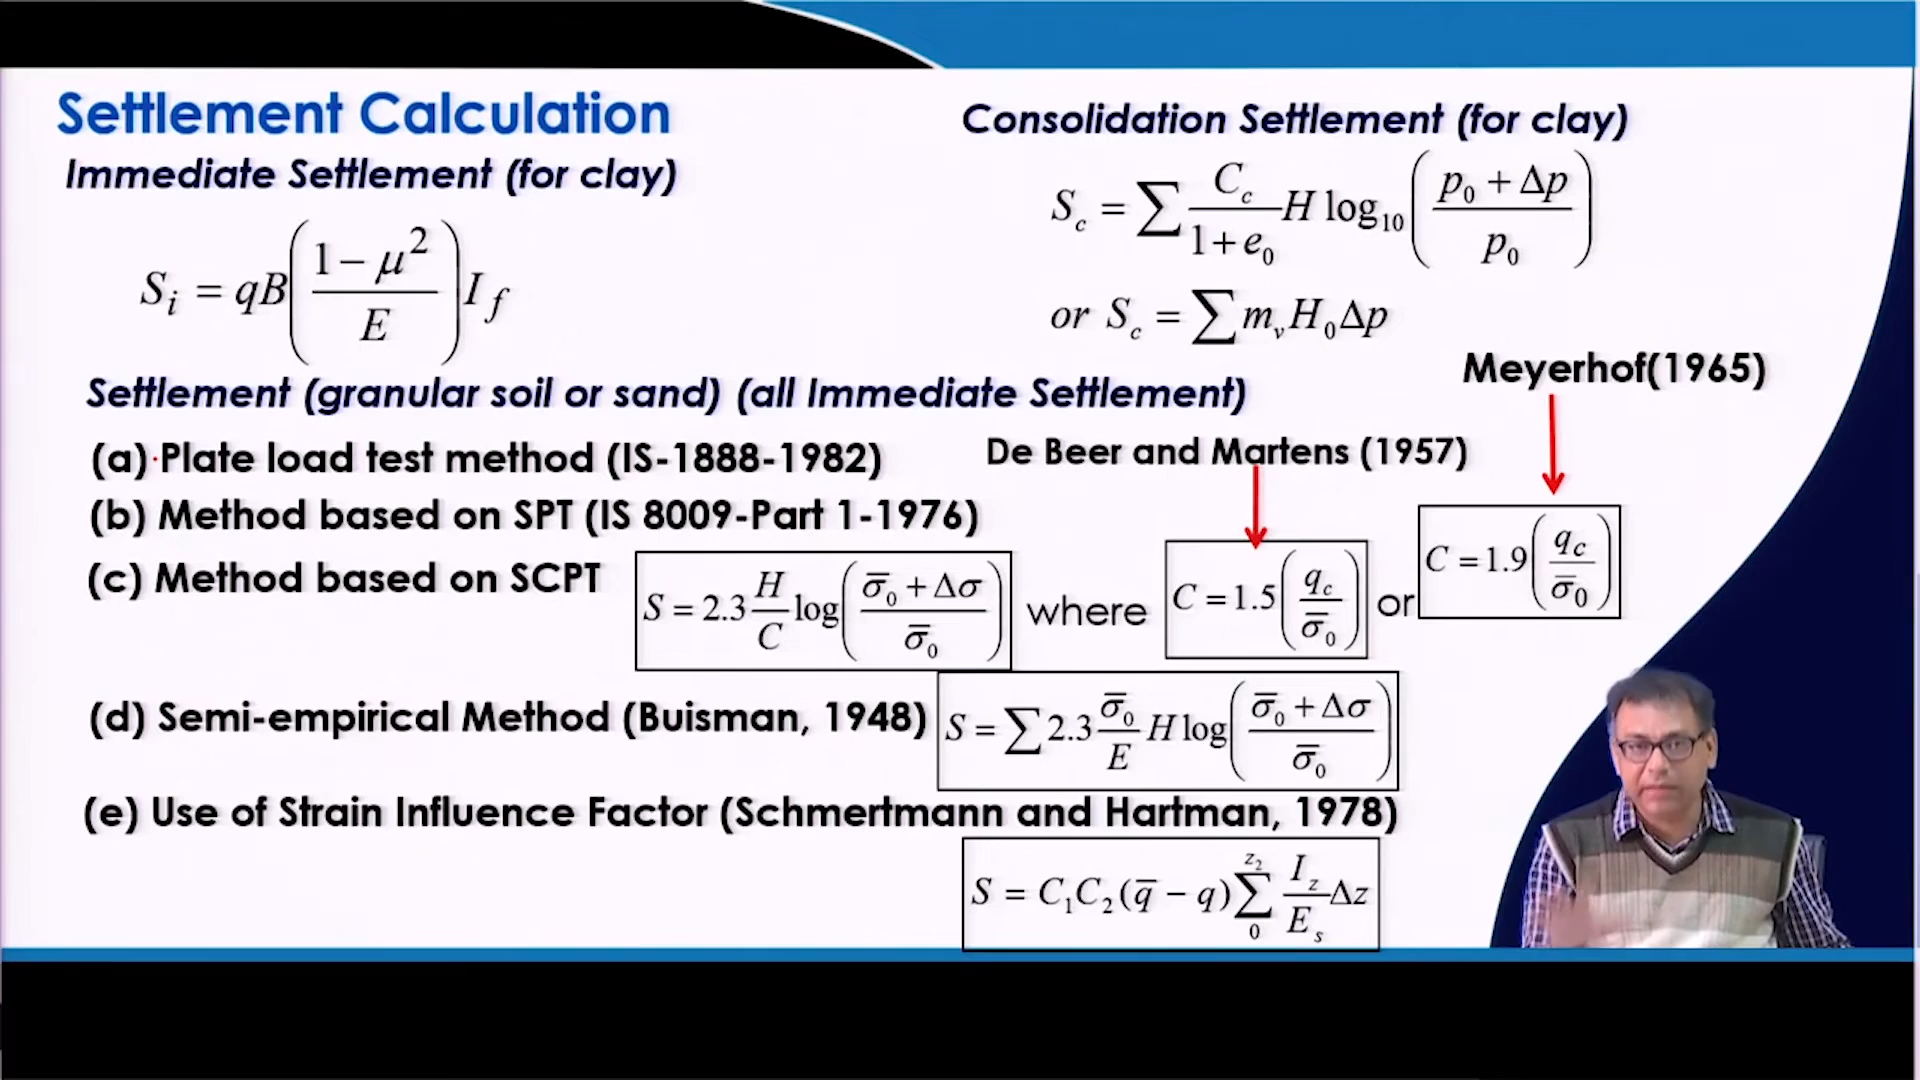 Settlement Calculation
Immediate Settlement (for clay)
S_i = qB((1 − μ²)/E)I_f
Consolidation Settlement (for clay)
S_c = ∑ C_c/(1+e_0) H log_10((p_0 + Δp)/p_0)
or S_c = ∑ m_v H_0 Δp
Settlement (granular soil or sand) (all Immediate Settlement)
Meyerhof(1965)
(a) Plate load test method (IS-1888-1982)
De Beer and Martens (1957)
(b) Method based on SPT (IS 8009-Part 1-1976)
(c) Method based on SCPT
S = 2.3 H/C log((σ̄_0 + Δσ)/σ̄_0) where C = 1.5(q_c/σ̄_0) or C = 1.9(q_c/σ̄_0)
(d) Semi-empirical Method (Buisman, 1948) S = ∑ 2.3 σ̄_0/E H log((σ̄_0 + Δσ)/σ̄_0)
(e) Use of Strain Influence Factor (Schmertmann and Hartman, 1978)
S = C_1C_2(q̄ − q) ∑_0^{z_2} I_z/E_s Δz